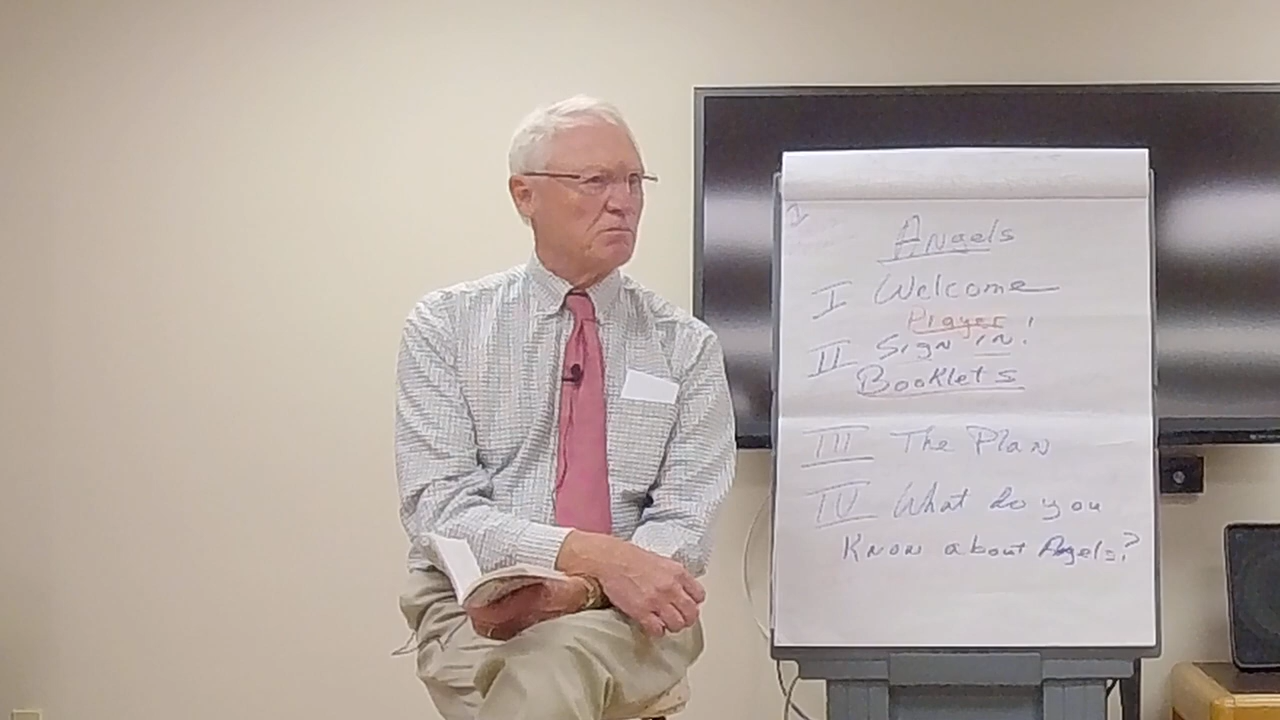 Angels
I Welcome
Prayer!
II Sign in!
Booklets
III The Plan
IV What do you
Know about Angels?